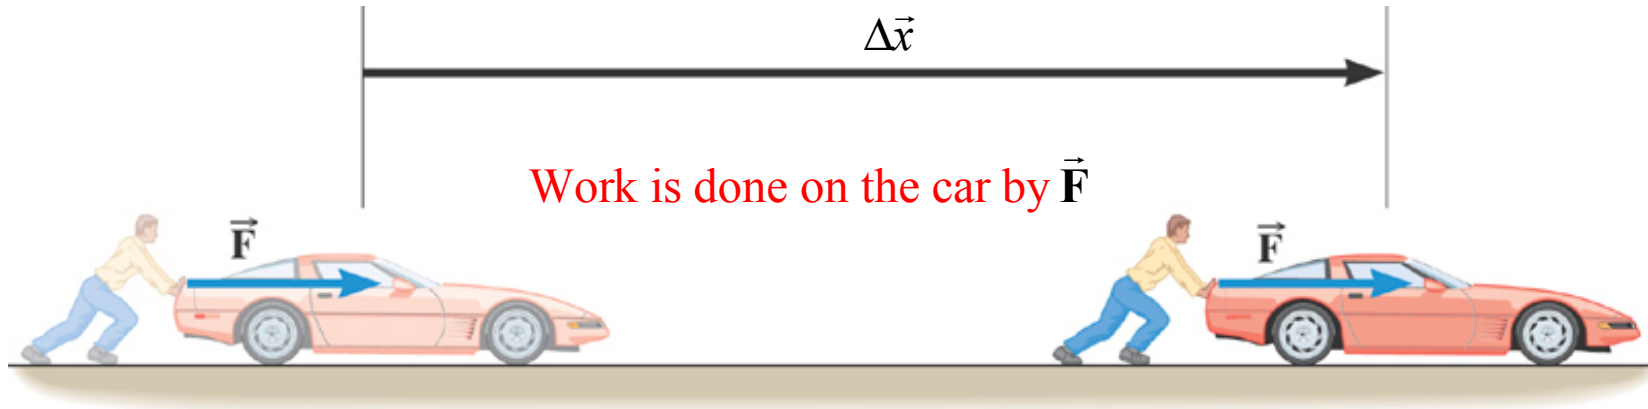 Δx⃗
Work is done on the car by F⃗
F⃗
F⃗